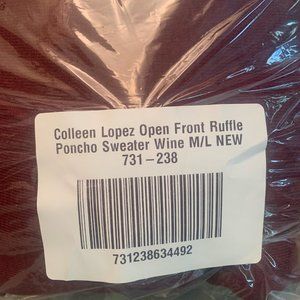 Colleen Lopez Open Front Ruffle
Poncho Sweater Wine M/L NEW
731-238
731238634492